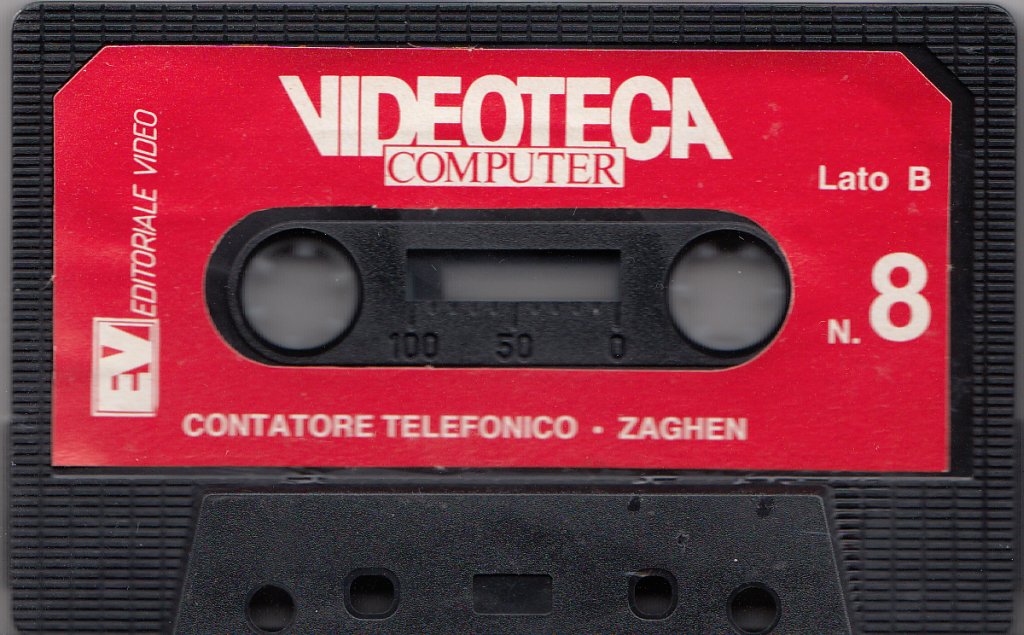 VIDEOTECA
COMPUTER
Lato B
N. 8
EV EDITORIALE VIDEO
100 50 0
CONTATORE TELEFONICO • ZAGHEN